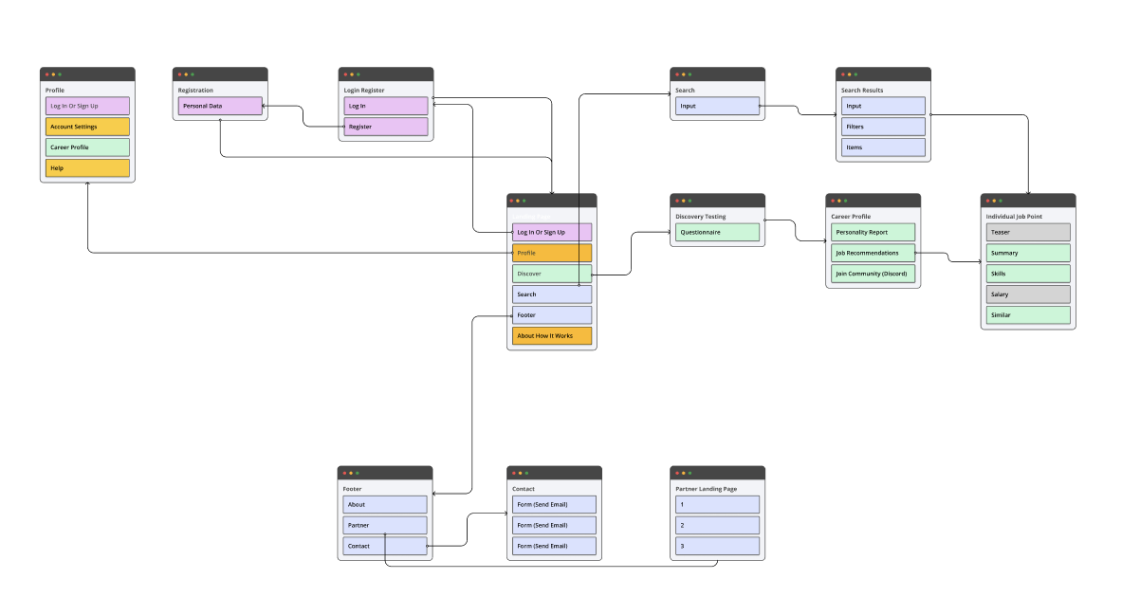 Profile
Log In Or Sign Up
Account Settings
Career Profile
Help
Registration
Personal Data
Login Register
Log In
Register
Search
Input
Search Results
Input
Filters
Items
Log In Or Sign Up
Profile
Discover
Search
Footer
About How It Works
Discovery Testing
Questionnaire
Career Profile
Personality Report
Job Recommendations
Join Community (Discord)
Individual Job Point
Teaser
Summary
Skills
Salary
Similar
Footer
About
Partner
Contact
Contact
Form (Send Email)
Form (Send Email)
Form (Send Email)
Partner Landing Page
1
2
3